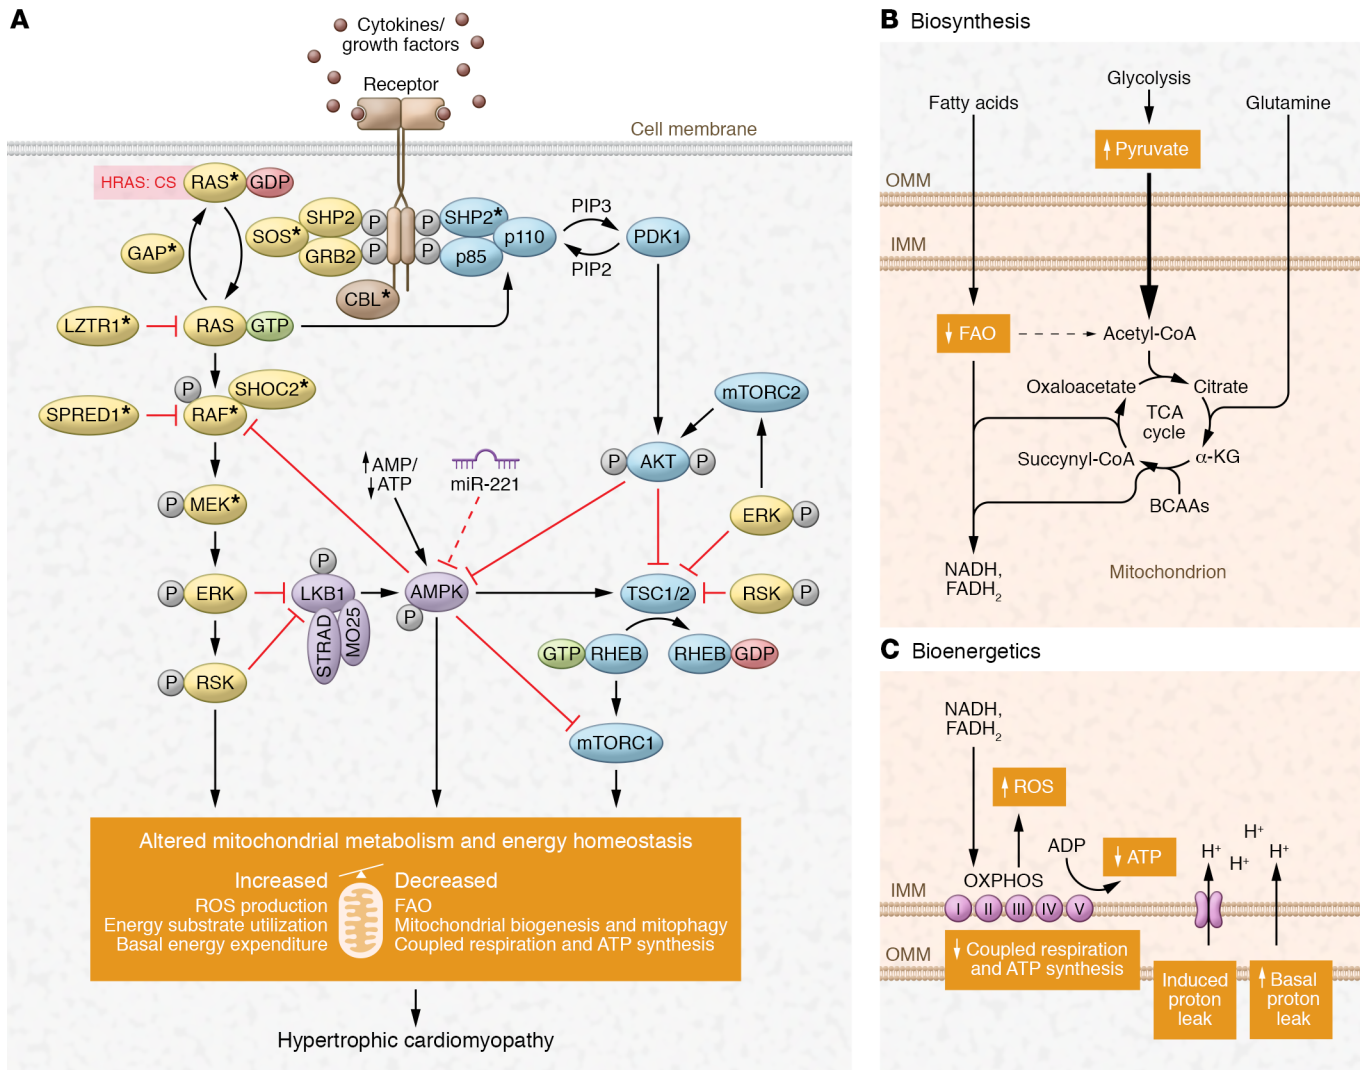 A
Cytokines/
growth factors
Receptor
Cell membrane
HRAS: CS
RAS*
GDP
GAP*
SOS*
SHP2
GRB2
P
P
P
P
SHP2*
p85
p110
PIP3
PIP2
PDK1
CBL*
LZTR1*
RAS
GTP
P
SHOC2*
SPRED1*
RAF*
mTORC2
AMP/
ATP
miR-221
P
AKT
P
P
MEK*
ERK
P
P
ERK
P
LKB1
STRAD
MO25
AMPK
P
TSC1/2
RSK
P
GTP
RHEB
RHEB
GDP
P
RSK
mTORC1
Altered mitochondrial metabolism and energy homeostasis
Increased
ROS production
Energy substrate utilization
Basal energy expenditure
Decreased
FAO
Mitochondrial biogenesis and mitophagy
Coupled respiration and ATP synthesis
Hypertrophic cardiomyopathy
B Biosynthesis
Glycolysis
Fatty acids
Glutamine
Pyruvate
OMM
IMM
FAO
Acetyl-CoA
Oxaloacetate
Citrate
TCA
cycle
Succinyl-CoA
α-KG
BCAAs
NADH,
FADH2
Mitochondrion
C Bioenergetics
NADH,
FADH2
ROS
ADP
ATP
H+
H+
H+
H+
OXPHOS
IMM
I
II
III
IV
V
OMM
Coupled respiration
and ATP synthesis
Induced
proton
leak
Basal
proton
leak